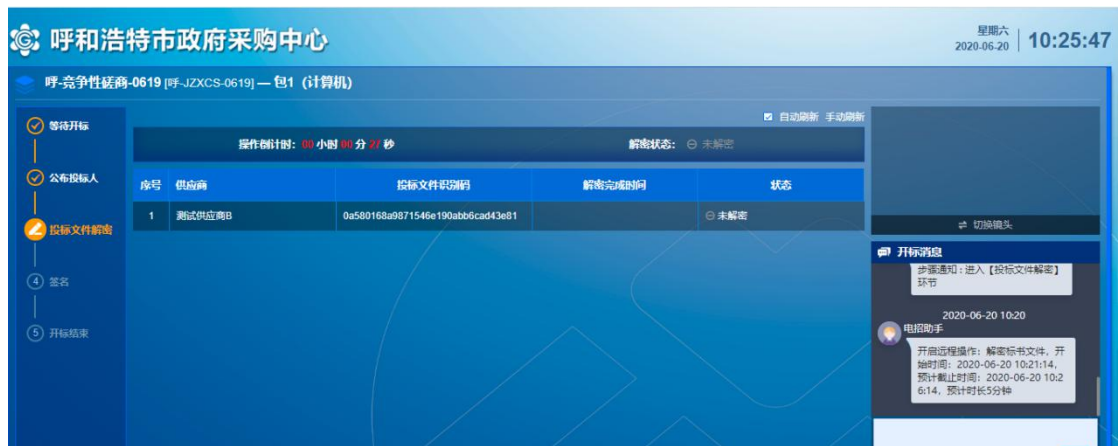 呼和浩特市政府采购中心
星期六
2020-06-20
10:25:47
呼-竞争性磋商-0619 [呼-JZXCS-0619] — 包1 (计算机)
等待开标
公布投标人
投标文件解密
4 签名
5 开标结束
自动刷新 手动刷新
操作倒计时: 00 小时 00 分 27 秒
解密状态: 未解密
序号 供应商 投标文件识别码 解密完成时间 状态
1 测试供应商B 0a580168a9871546e190abb6cad43e81 未解密
切换镜头
开标消息
步骤通知:进入【投标文件解密】
环节
2020-06-20 10:20
电招助手
开启远程操作: 解密标书文件, 开
始时间: 2020-06-20 10:21:14,
预计截止时间: 2020-06-20 10:2
6:14, 预计时长5分钟